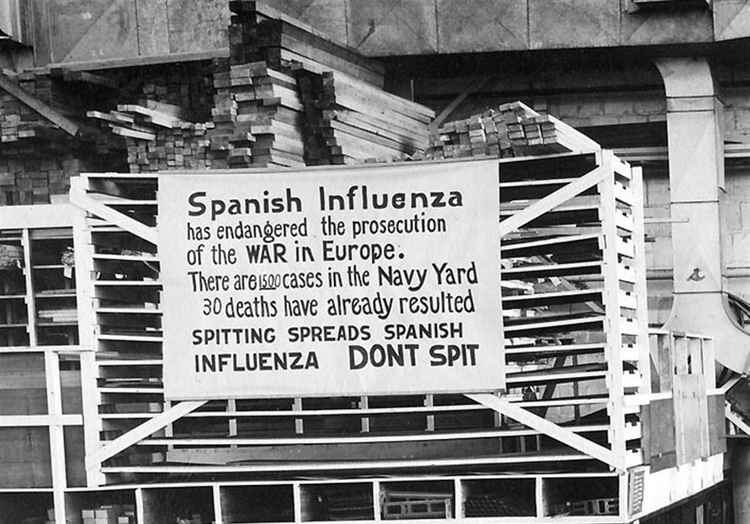 Spanish Influenza
has endangered the prosecution
of the WAR in Europe.
There are 1500 cases in the Navy Yard
30 deaths have already resulted
SPITTING SPREADS SPANISH
INFLUENZA DONT SPIT